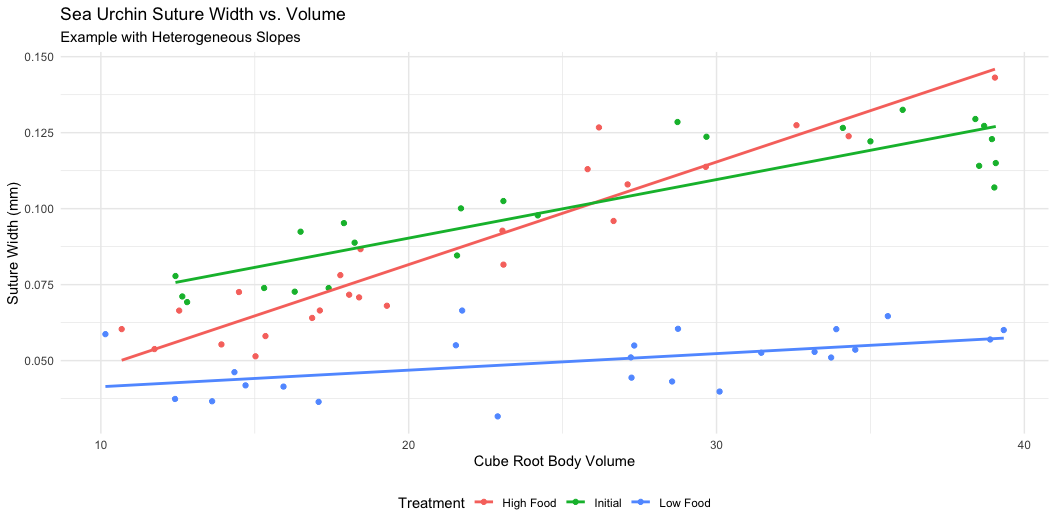 Sea Urchin Suture Width vs. Volume
Example with Heterogeneous Slopes
0.150
0.125
0.100
0.075
0.050
Suture Width (mm)
10 20 30 40
Cube Root Body Volume
Treatment High Food Initial Low Food